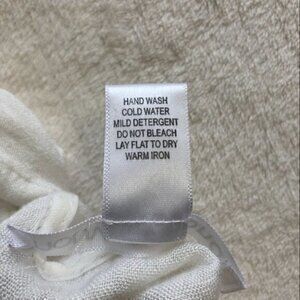 HAND WASH
COLD WATER
MILD DETERGENT
DO NOT BLEACH
LAY FLAT TO DRY
WARM IRON